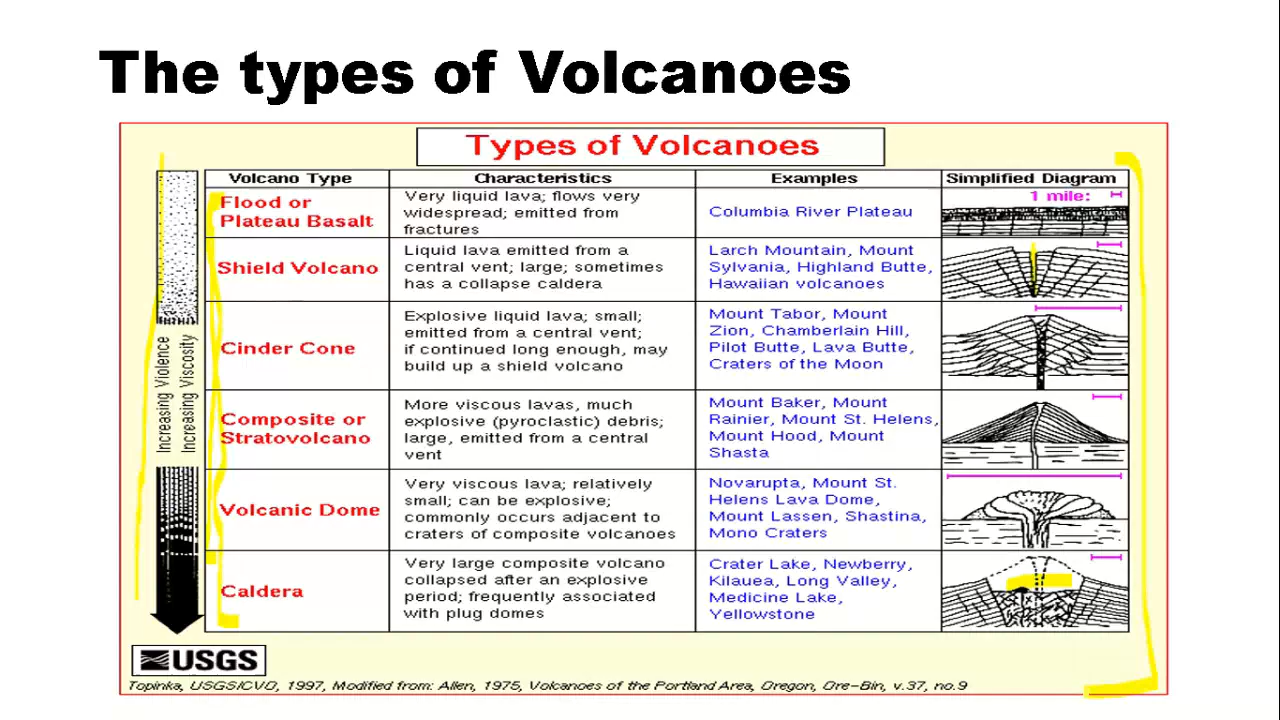 The types of Volcanoes
Types of Volcanoes
Volcano Type
Characteristics
Examples
Simplified Diagram
Flood or
Plateau Basalt
Very liquid lava; flows very
widespread; emitted from
fractures
Columbia River Plateau
1 mile:
Shield Volcano
Liquid lava emitted from a
central vent; large; sometimes
has a collapse caldera
Larch Mountain, Mount
Sylvania, Highland Butte,
Hawaiian volcanoes
Cinder Cone
Explosive liquid lava; small;
emitted from a central vent;
if continued long enough, may
build up a shield volcano
Mount Tabor, Mount
Zion, Chamberlain Hill,
Pilot Butte, Lava Butte,
Craters of the Moon
Increasing Violence
Increasing Viscosity
Composite or
Stratovolcano
More viscous lavas, much
explosive (pyroclastic) debris;
large, emitted from a central
vent
Mount Baker, Mount
Rainier, Mount St. Helens,
Mount Hood, Mount
Shasta
Volcanic Dome
Very viscous lava; relatively
small; can be explosive;
commonly occurs adjacent to
craters of composite volcanoes
Novarupta, Mount St.
Helens Lava Dome,
Mount Lassen, Shastina,
Mono Craters
Caldera
Very large composite volcano
collapsed after an explosive
period; frequently associated
with plug domes
Crater Lake, Newberry,
Kilauea, Long Valley,
Medicine Lake,
Yellowstone
USGS
Topinka, USGS/CVO, 1997, Modified from: Allen, 1975, Volcanoes of the Portland Area, Oregon, Ore-Bin, v.37, no.9